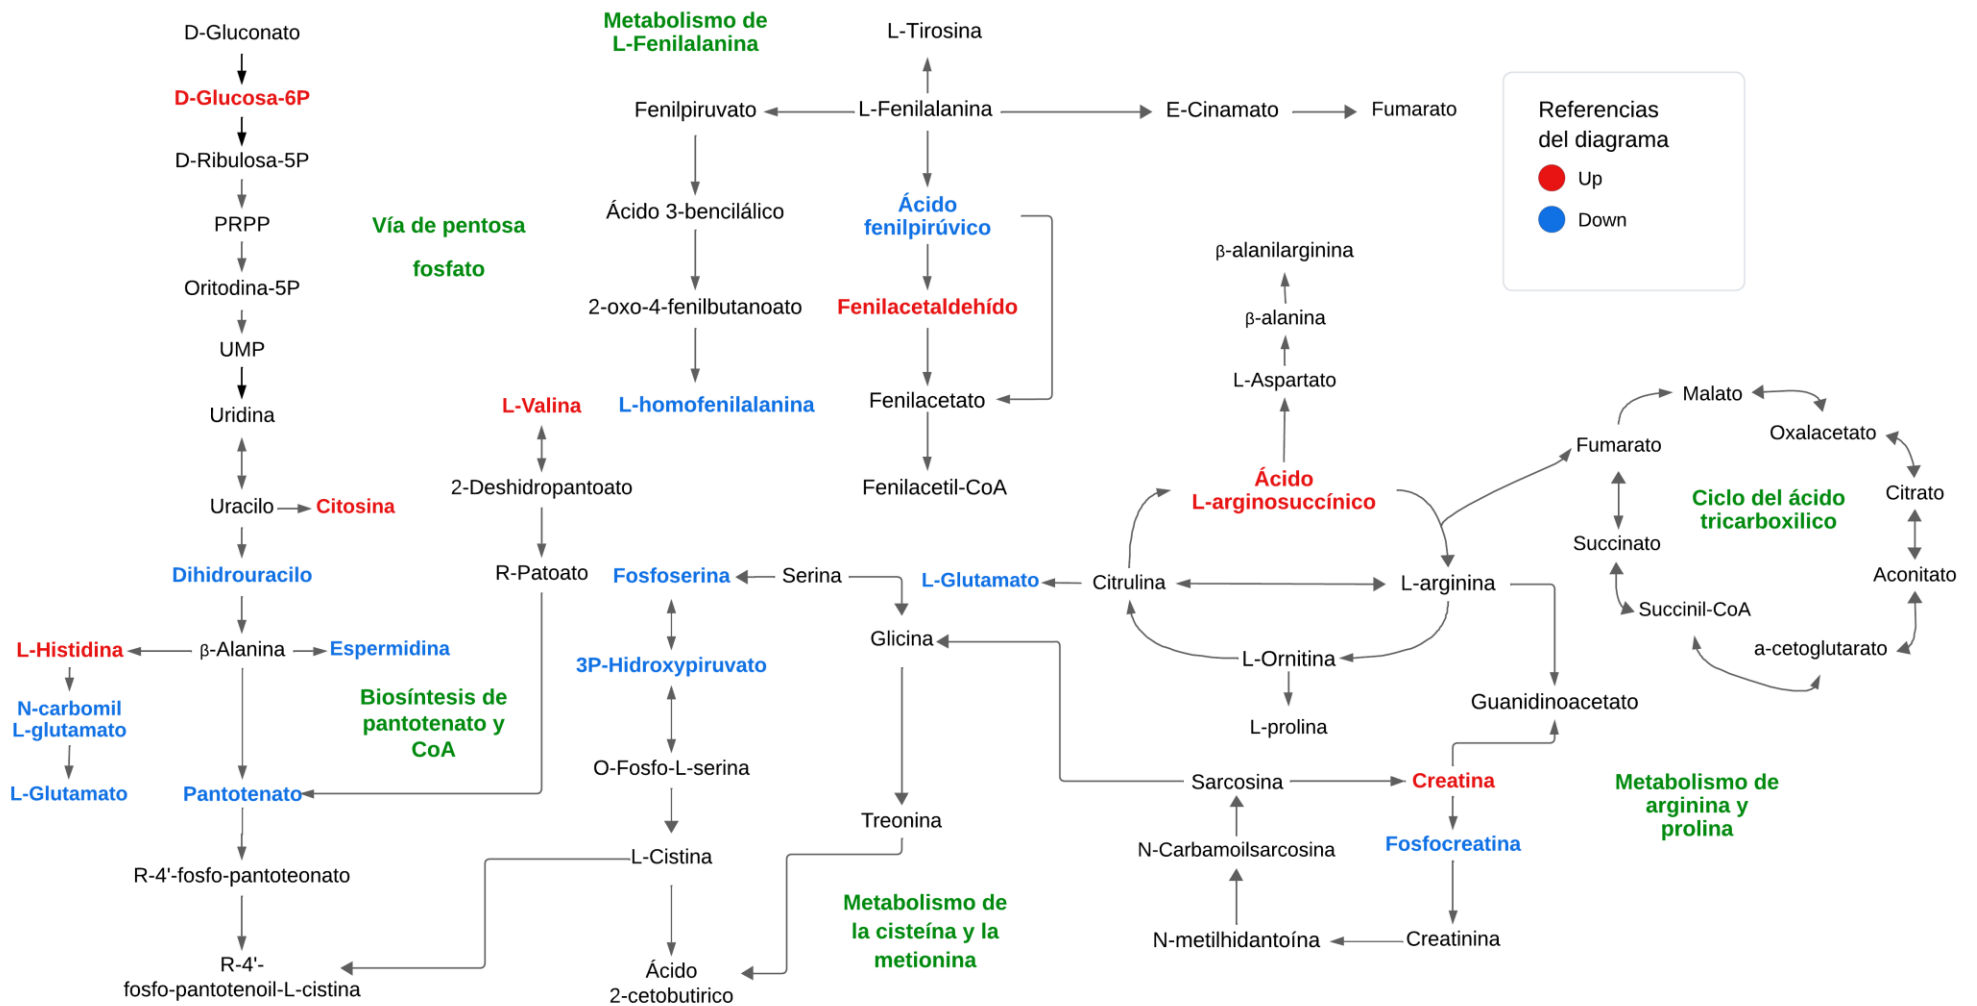 D-Gluconato
D-Glucosa-6P
D-Ribulosa-5P
PRPP
Oritodina-5P
UMP
Uridina
Uracilo
Citosina
Dihidrouracilo
L-Histidina
β-Alanina
Espermidina
N-carbomil
L-glutamato
L-Glutamato
Pantotenato
R-4'-fosfo-pantoteonato
R-4'-
fosfo-pantotenoil-L-cistina
Vía de pentosa
fosfato
Biosíntesis de
pantotenato y
CoA
L-Valina
2-Deshidropantoato
R-Patoato
Metabolismo de
L-Fenilalanina
L-Tirosina
Fenilpiruvato
L-Fenilalanina
E-Cinamato
Fumarato
Ácido 3-bencilálico
2-oxo-4-fenilbutanoato
L-homofenilalanina
Ácido
fenilpirúvico
Fenilacetaldehído
Fenilacetato
Fenilacetil-CoA
Fosfoserina
Serina
3P-Hidroxypiruvato
Glicina
O-Fosfo-L-serina
Treonina
L-Cistina
Ácido
2-cetobutirico
Metabolismo de
la cisteína y la
metionina
β-alanilarginina
β-alanina
L-Aspartato
Ácido
L-arginosuccínico
L-Glutamato
Citrulina
L-arginina
L-Ornitina
L-prolina
Guanidinoacetato
Sarcosina
Creatina
N-Carbamoilsarcosina
Fosfocreatina
N-metilhidantoína
Creatinina
Metabolismo de
arginina y
prolina
Malato
Oxalacetato
Fumarato
Citrato
Ciclo del ácido
tricarboxilico
Succinato
Aconitato
Succinil-CoA
a-cetoglutarato
Referencias
del diagrama
Up
Down